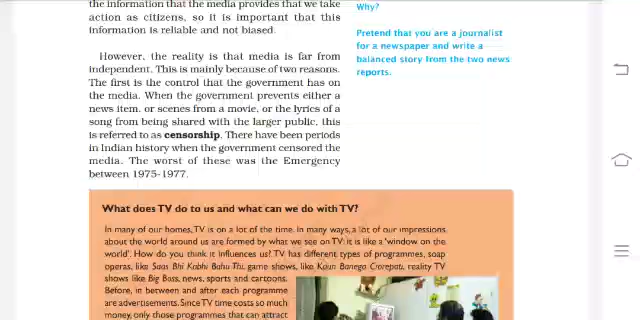 the information that the media provides that we take
action as citizens, so it is important that this
information is reliable and not biased.
However, the reality is that media is far from
independent. This is mainly because of two reasons.
The first is the control that the government has on
the media. When the government prevents either a
news item, or scenes from a movie, or the lyrics of a
song from being shared with the larger public, this
is referred to as censorship. There have been periods
in Indian history when the government censored the
media. The worst of these was the Emergency
between 1975-1977.
Why?
Pretend that you are a journalist
for a newspaper and write a
balanced story from the two news
reports.
What does TV do to us and what can we do with TV?
In many of our homes, TV is on a lot of the time. In many ways, a lot of our impressions
about the world around us are formed by what we see on TV: it is like a 'window on the
world'. How do you think it influences us? TV has different types of programmes, soap
operas, like Saas Bhi Kabhi Bahu Thi, game shows, like Kaun Banega Crorepati, reality TV
shows like Big Boss, news, sports and cartoons.
Before, in between and after each programme
are advertisements. Since TV time costs so much
money, only those programmes that can attract